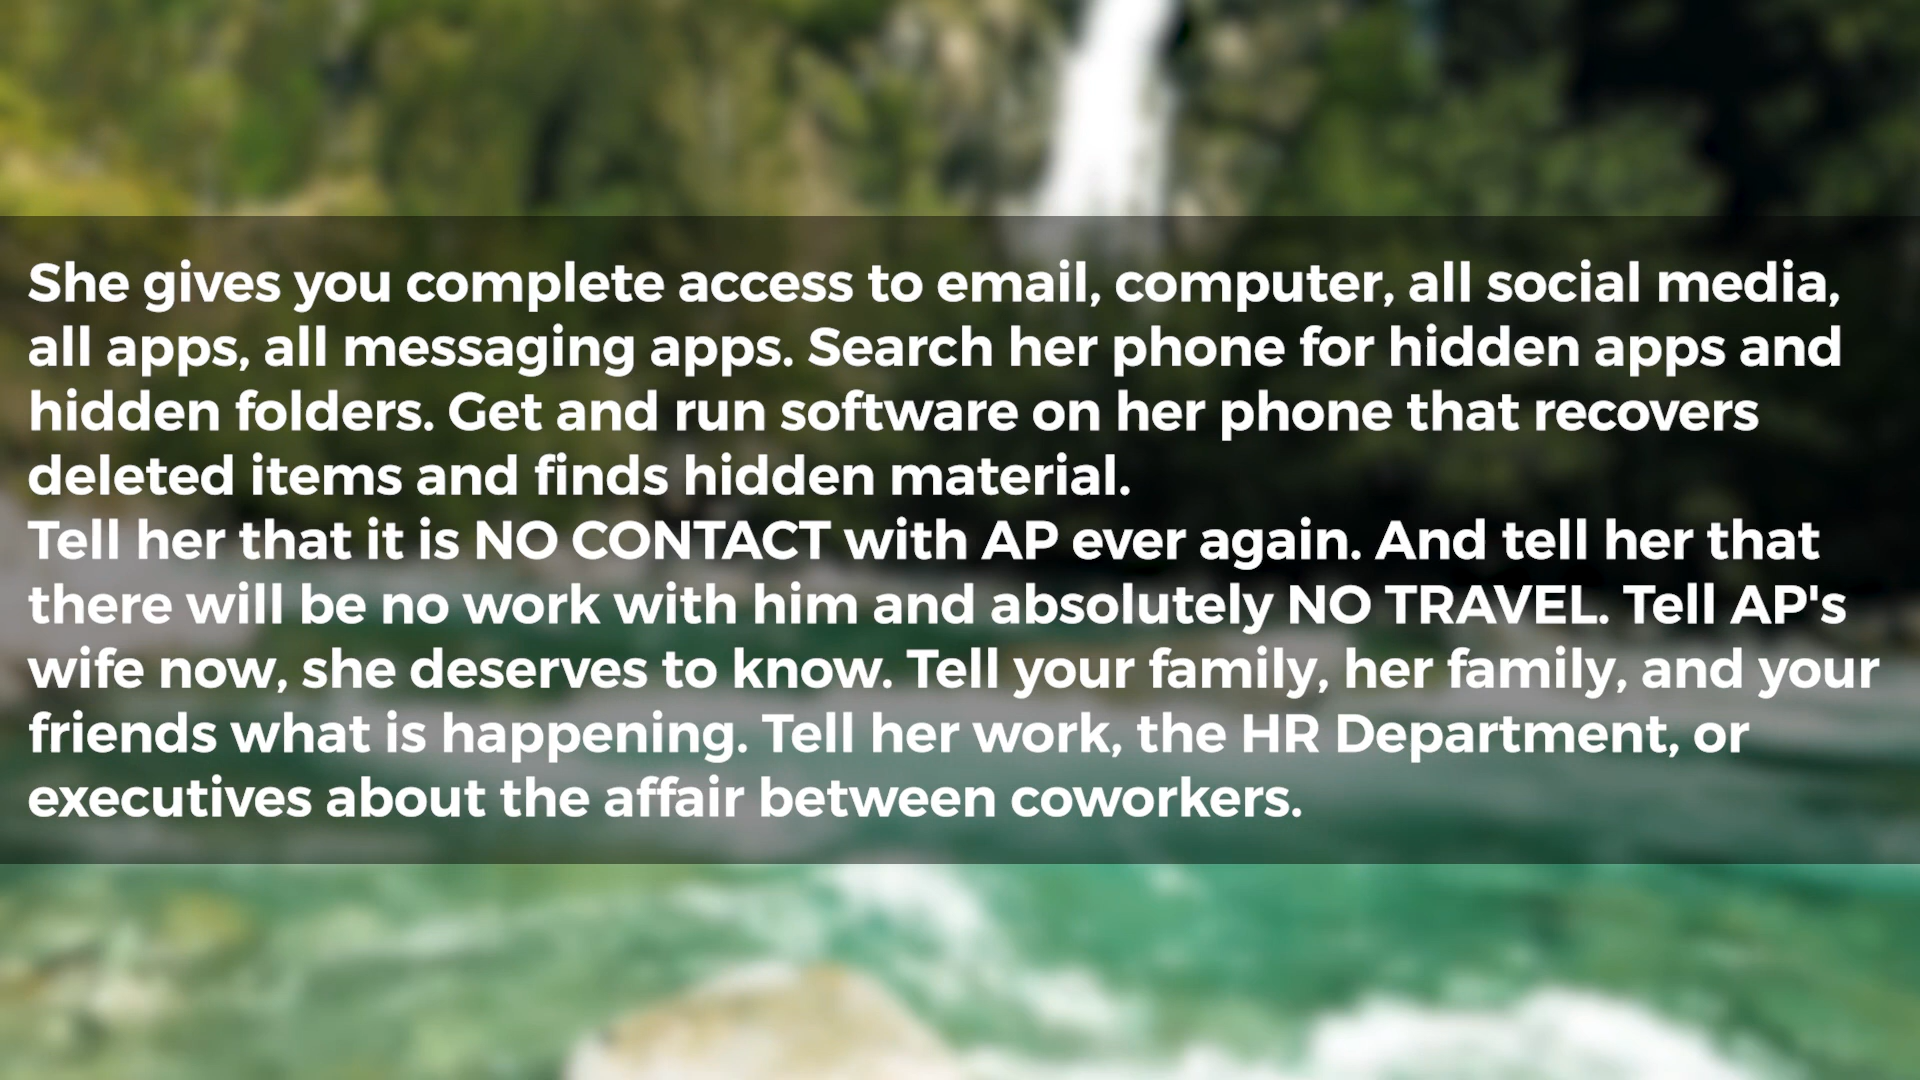 She gives you complete access to email, computer, all social media,
all apps, all messaging apps. Search her phone for hidden apps and
hidden folders. Get and run software on her phone that recovers
deleted items and finds hidden material.
Tell her that it is NO CONTACT with AP ever again. And tell her that
there will be no work with him and absolutely NO TRAVEL. Tell AP's
wife now, she deserves to know. Tell your family, her family, and your
friends what is happening. Tell her work, the HR Department, or
executives about the affair between coworkers.